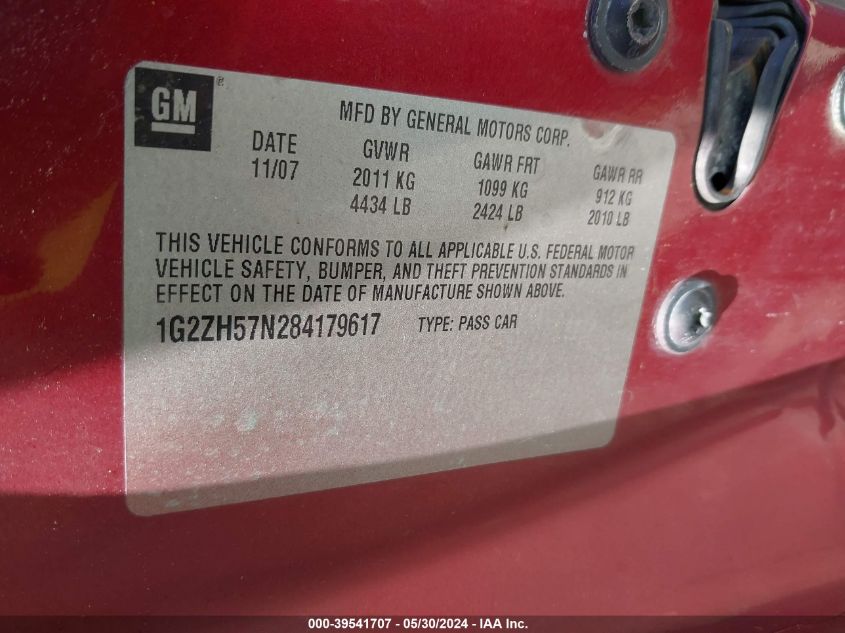 GM ®
MFD BY GENERAL MOTORS CORP.
DATE GVWR GAWR FRT GAWR RR
11/07 2011 KG 1099 KG 912 KG
4434 LB 2424 LB 2010 LB
THIS VEHICLE CONFORMS TO ALL APPLICABLE U.S. FEDERAL MOTOR
VEHICLE SAFETY, BUMPER, AND THEFT PREVENTION STANDARDS IN
EFFECT ON THE DATE OF MANUFACTURE SHOWN ABOVE.
1G2ZH57N284179617 TYPE: PASS CAR
000-39541707 - 05/30/2024 - IAA Inc.